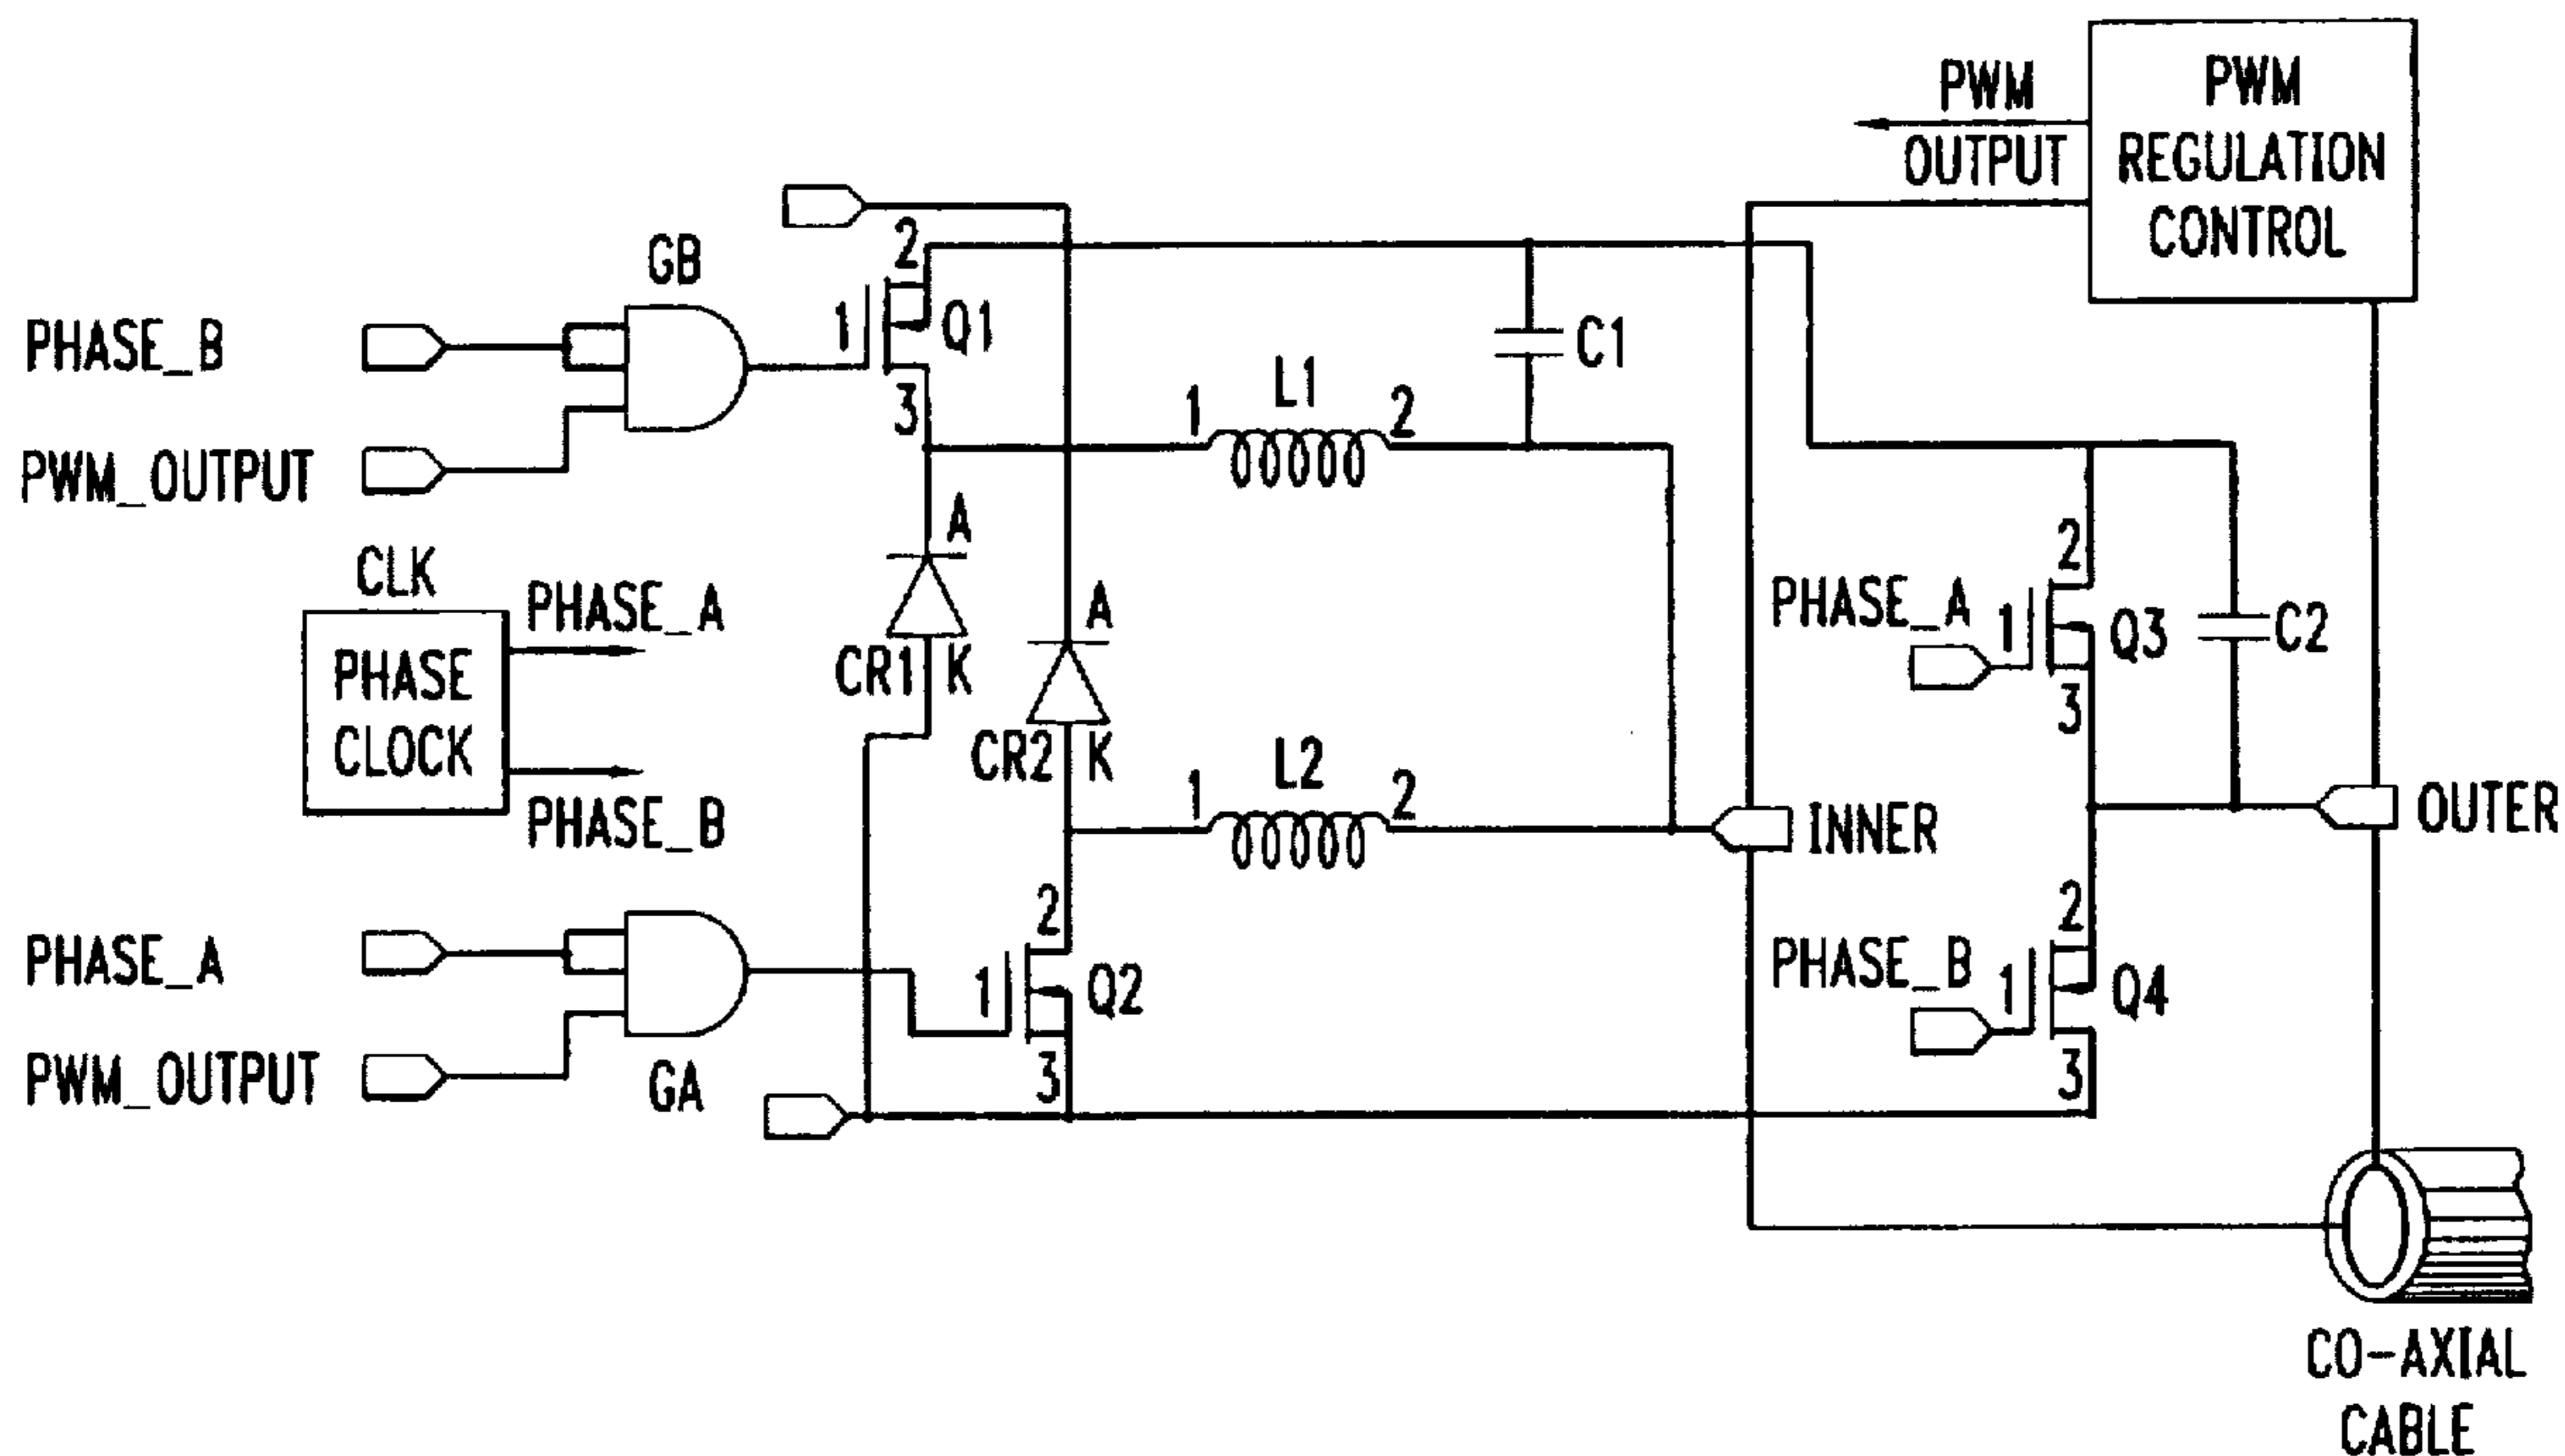 PWM
OUTPUT
PWM
REGULATION
CONTROL
GB
2
1
Q1
3
PHASE_B
PWM_OUTPUT
C1
L1
1
2
A
CR1
K
A
CR2
K
CLK
PHASE
CLOCK
PHASE_A
PHASE_B
L2
1
2
INNER
PHASE_A
2
1
Q3
3
C2
OUTER
PHASE_A
PWM_OUTPUT
GA
2
1
Q2
3
PHASE_B
2
1
Q4
3
CO-AXIAL
CABLE